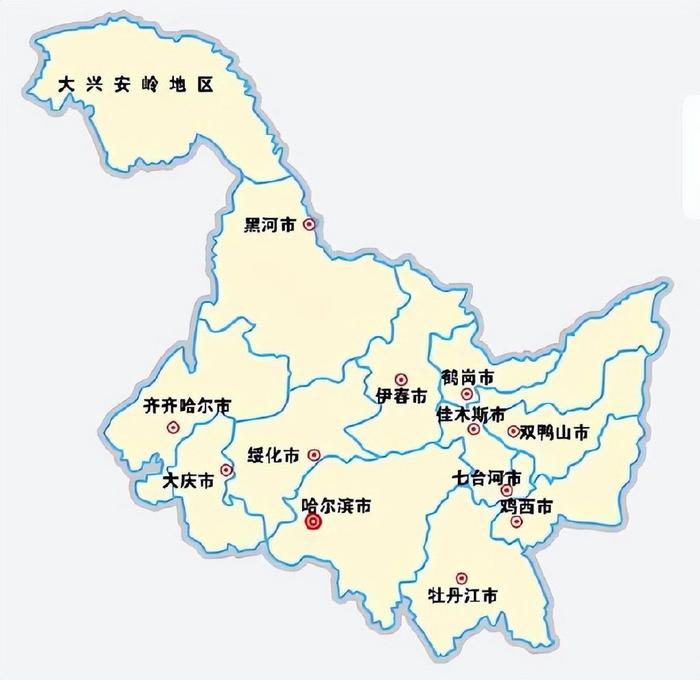 大兴安岭地区
黑河市
鹤岗市
伊春市
齐齐哈尔市
佳木斯市
双鸭山市
绥化市
大庆市
七台河市
哈尔滨市
鸡西市
牡丹江市